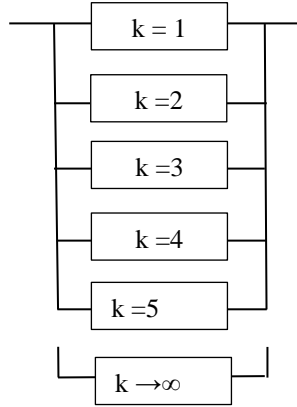 k = 1
k =2
k =3
k =4
k =5
k →∞